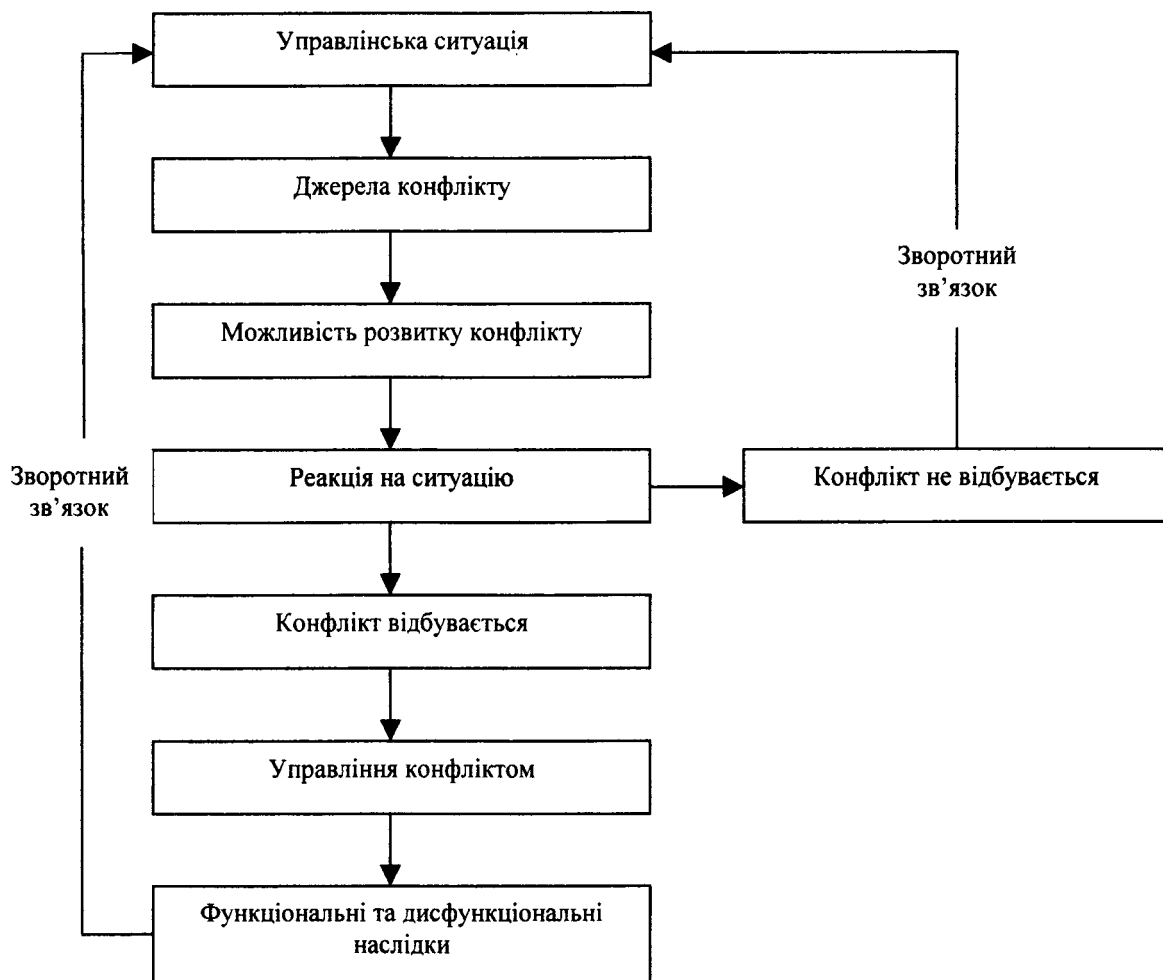 Управлінська ситуація
Джерела конфлікту
Зворотний
зв’язок
Можливість розвитку конфлікту
Зворотний
зв’язок
Реакція на ситуацію
Конфлікт не відбувається
Конфлікт відбувається
Управління конфліктом
Функціональні та дисфункціональні
наслідки